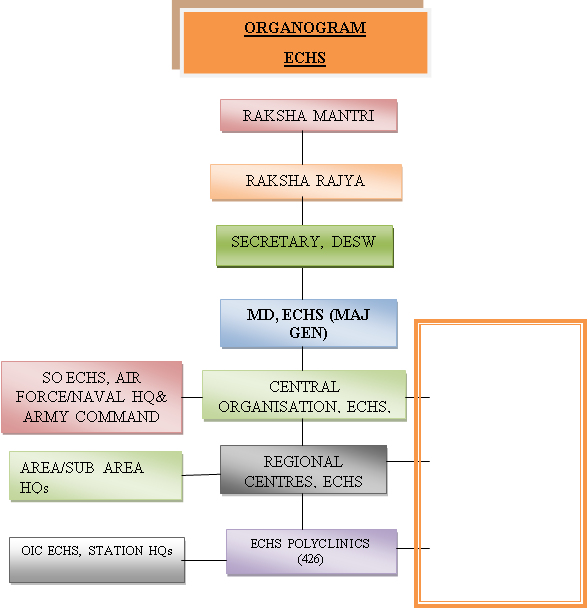 ORGANOGRAM
ECHS
RAKSHA MANTRI
RAKSHA RAJYA
SECRETARY, DESW
MD, ECHS (MAJ
GEN)
SO ECHS, AIR
FORCE/NAVAL HQ&
ARMY COMMAND
CENTRAL
ORGANISATION, ECHS,
AREA/SUB AREA
HQs
REGIONAL
CENTRES, ECHS
OIC ECHS, STATION HQs
ECHS POLYCLINICS
(426)